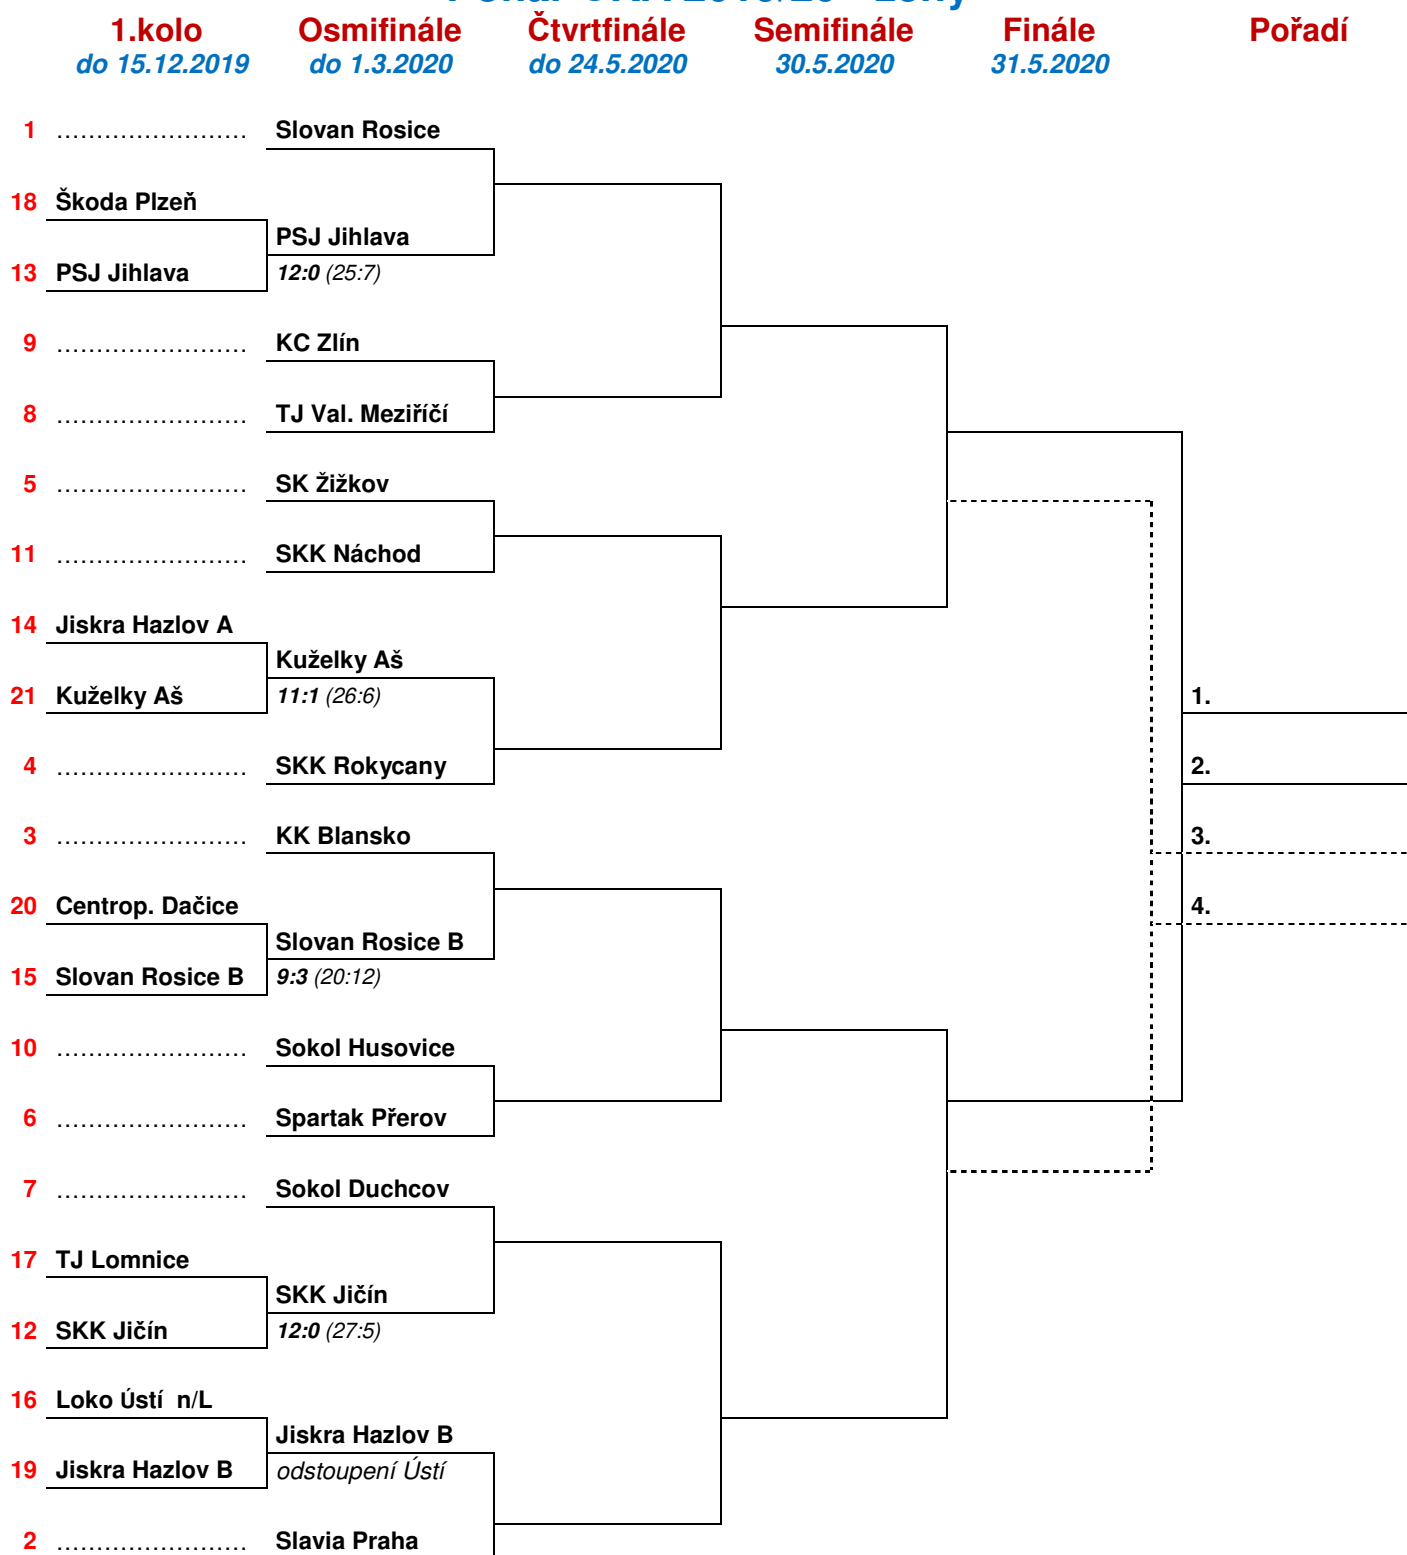 1.kolo Osmifinále Čtvrtfinále Semifinále Finále Pořadí
do 15.12.2019 do 1.3.2020 do 24.5.2020 30.5.2020 31.5.2020
1 ........................ Slovan Rosice
18 Škoda Plzeň
PSJ Jihlava
13 PSJ Jihlava 12:0 (25:7)
9 ........................ KC Zlín
8 ........................ TJ Val. Meziříčí
5 ........................ SK Žižkov
11 ........................ SKK Náchod
14 Jiskra Hazlov A
Kuželky Aš
21 Kuželky Aš 11:1 (26:6) 1.
4 ........................ SKK Rokycany 2.
3 ........................ KK Blansko 3.
20 Centrop. Dačice 4.
Slovan Rosice B
15 Slovan Rosice B 9:3 (20:12)
10 ........................ Sokol Husovice
6 ........................ Spartak Přerov
7 ........................ Sokol Duchcov
17 TJ Lomnice
SKK Jičín
12 SKK Jičín 12:0 (27:5)
16 Loko Ústí n/L
Jiskra Hazlov B
19 Jiskra Hazlov B odstoupení Ústí
2 ........................ Slavia Praha